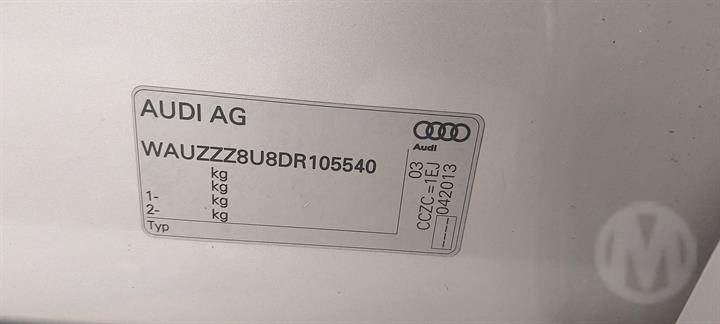 AUDI AG
Audi
WAUZZZ8U8DR105540
kg
kg
1- kg
2- kg
Typ
03
CCZC =1EJ
----042013
M